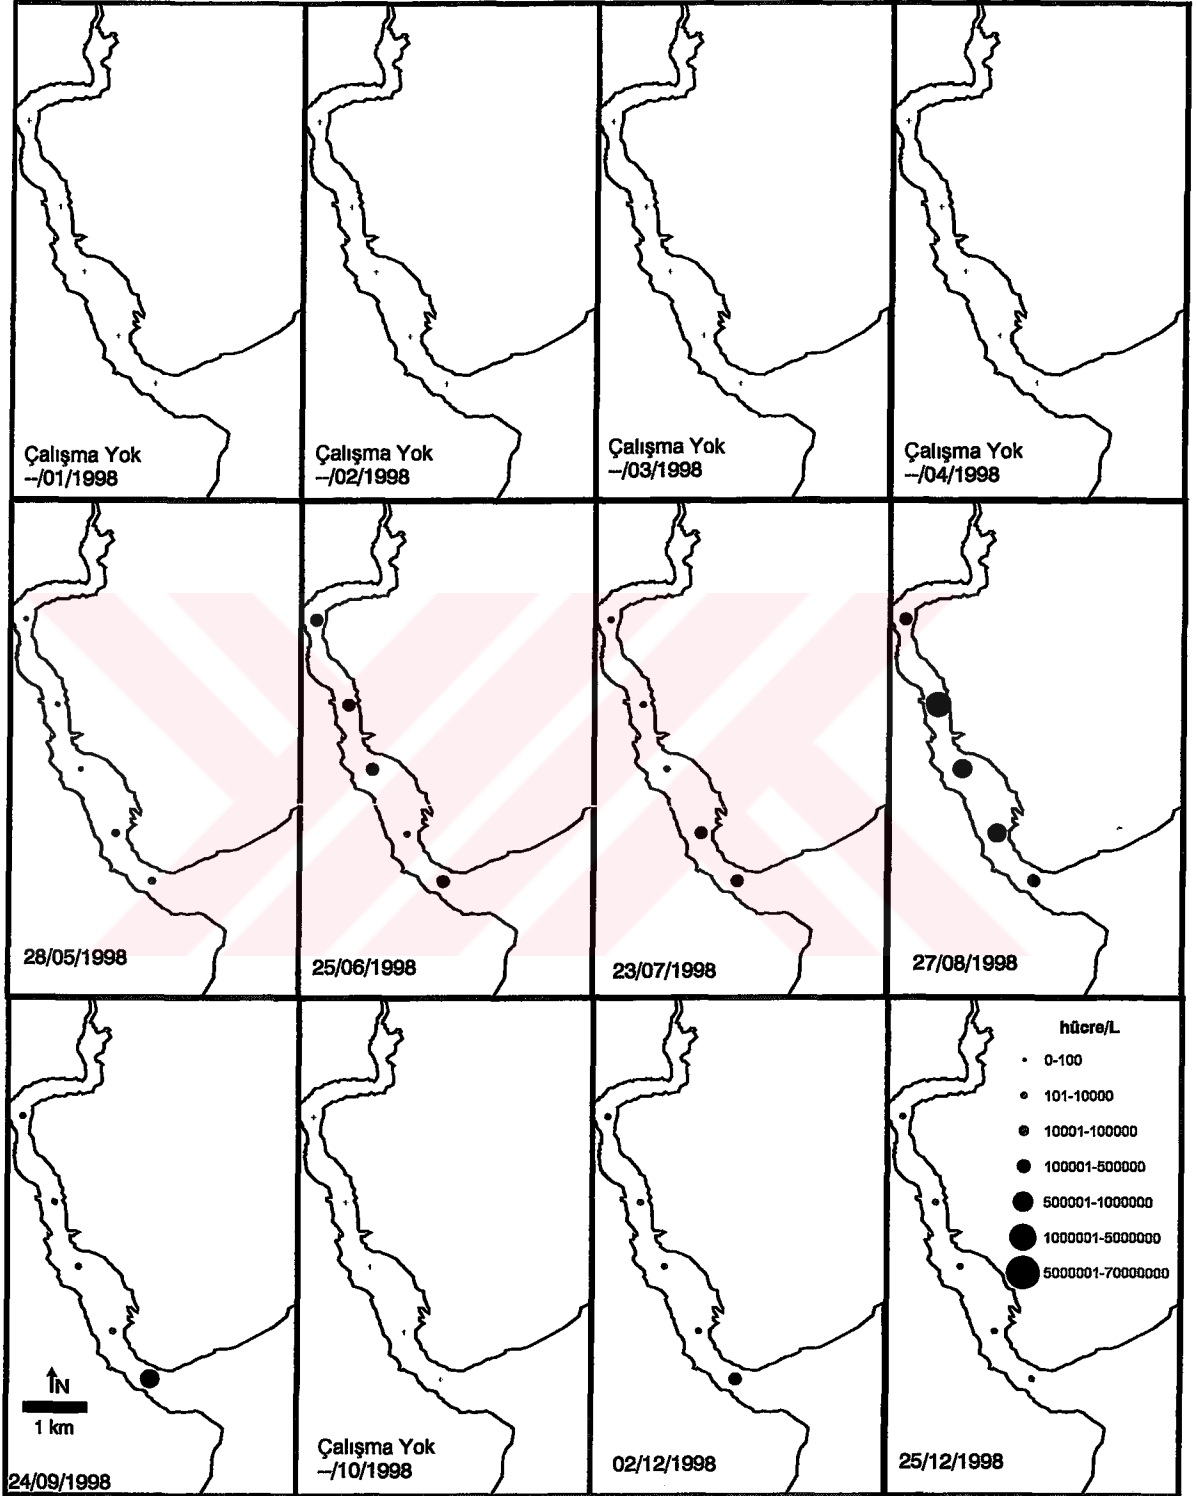 Çalışma Yok
--/01/1998
Çalışma Yok
--/02/1998
Çalışma Yok
--/03/1998
Çalışma Yok
--/04/1998
28/05/1998
25/06/1998
23/07/1998
27/08/1998
N
1 km
24/09/1998
Çalışma Yok
--/10/1998
02/12/1998
hücre/L
0-100
101-10000
10001-100000
100001-500000
500001-1000000
1000001-5000000
5000001-70000000
25/12/1998